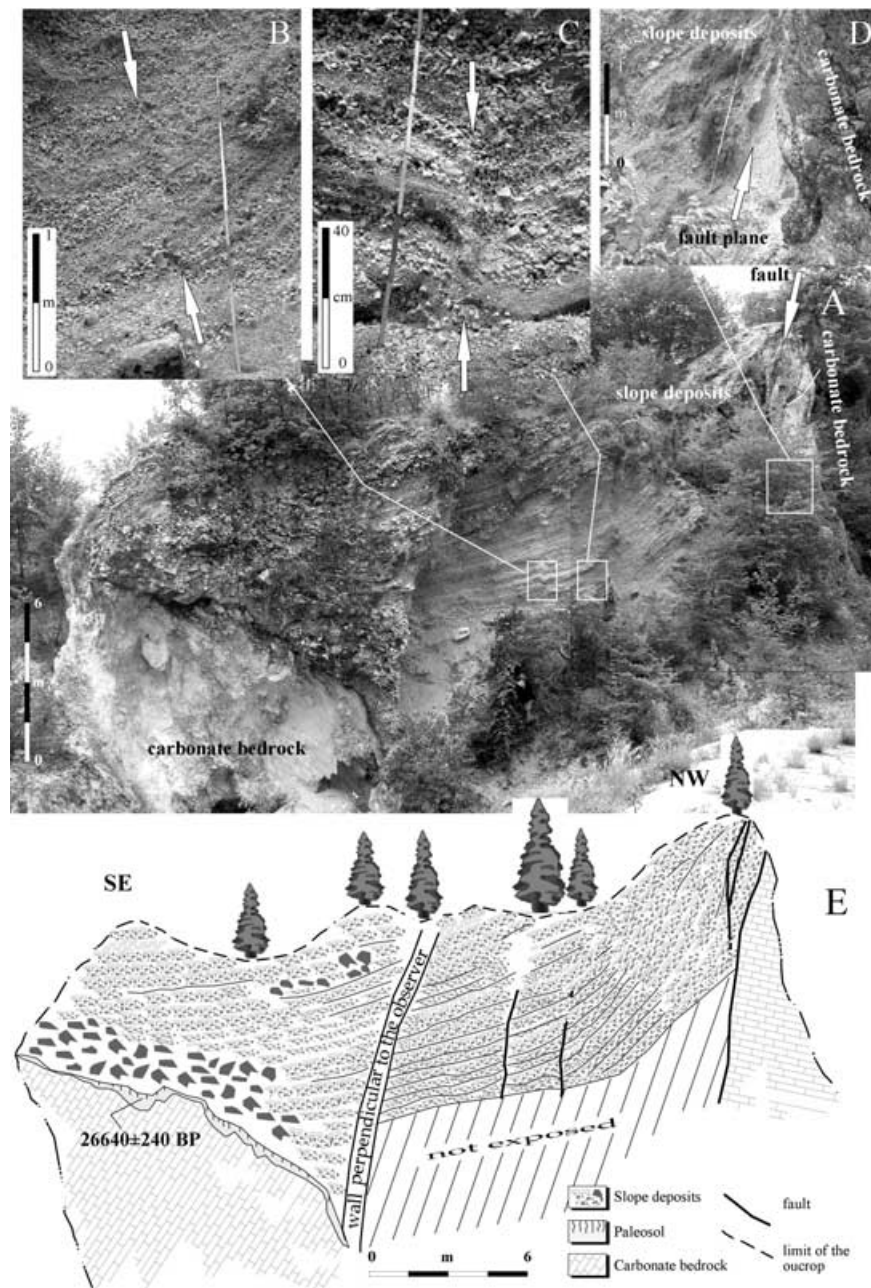 B
C
D
slope deposits
carbonate bedrock
1
m
0
40
cm
0
0
fault plane
fault
A
slope deposits
carbonate bedrock
6
m
0
carbonate bedrock
NW
SE
E
wall perpendicular to the observer
26640±240 BP
not exposed
Slope deposits
fault
Paleosol
limit of the
oucrop
Carbonate bedrock
0 m 6